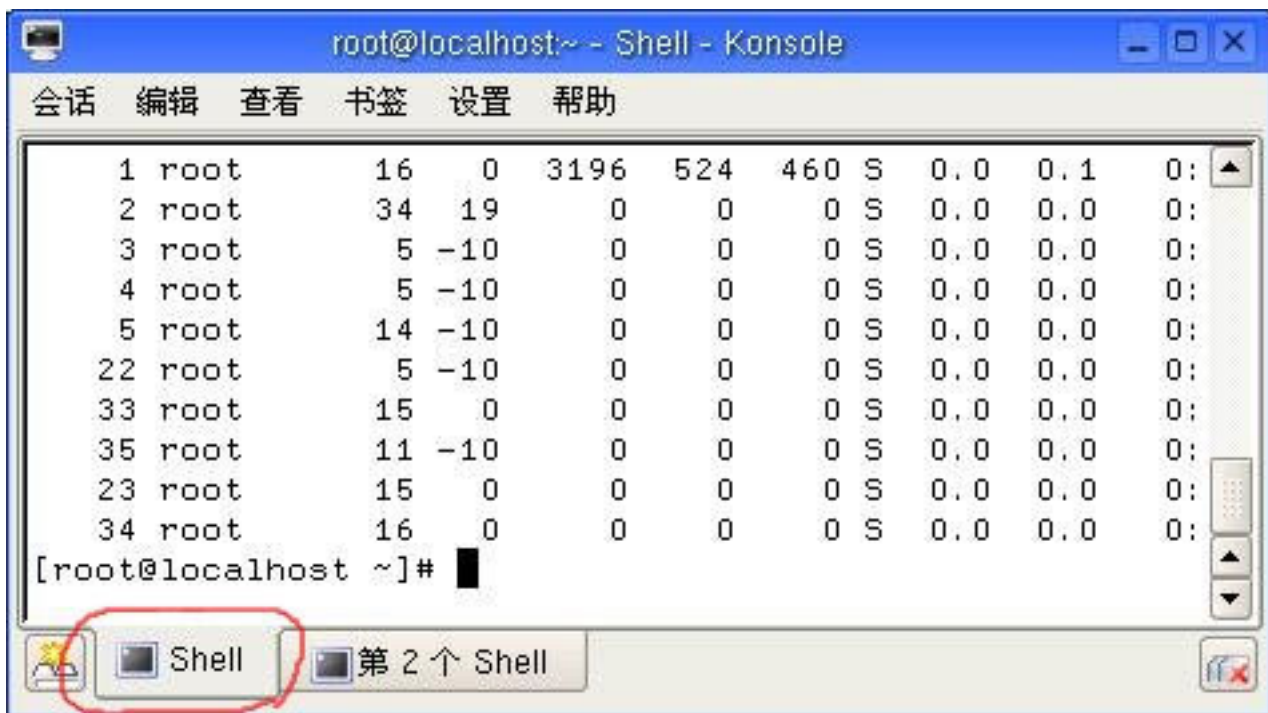 root@localhost:~ - Shell - Konsole
会话 编辑 查看 书签 设置 帮助
1 root 16 0 3196 524 460 S 0.0 0.1 0:
2 root 34 19 0 0 0 S 0.0 0.0 0:
3 root 5 -10 0 0 0 S 0.0 0.0 0:
4 root 5 -10 0 0 0 S 0.0 0.0 0:
5 root 14 -10 0 0 0 S 0.0 0.0 0:
22 root 5 -10 0 0 0 S 0.0 0.0 0:
33 root 15 0 0 0 0 S 0.0 0.0 0:
35 root 11 -10 0 0 0 S 0.0 0.0 0:
23 root 15 0 0 0 0 S 0.0 0.0 0:
34 root 16 0 0 0 0 S 0.0 0.0 0:
[root@localhost ~]#
Shell 第 2 个 Shell